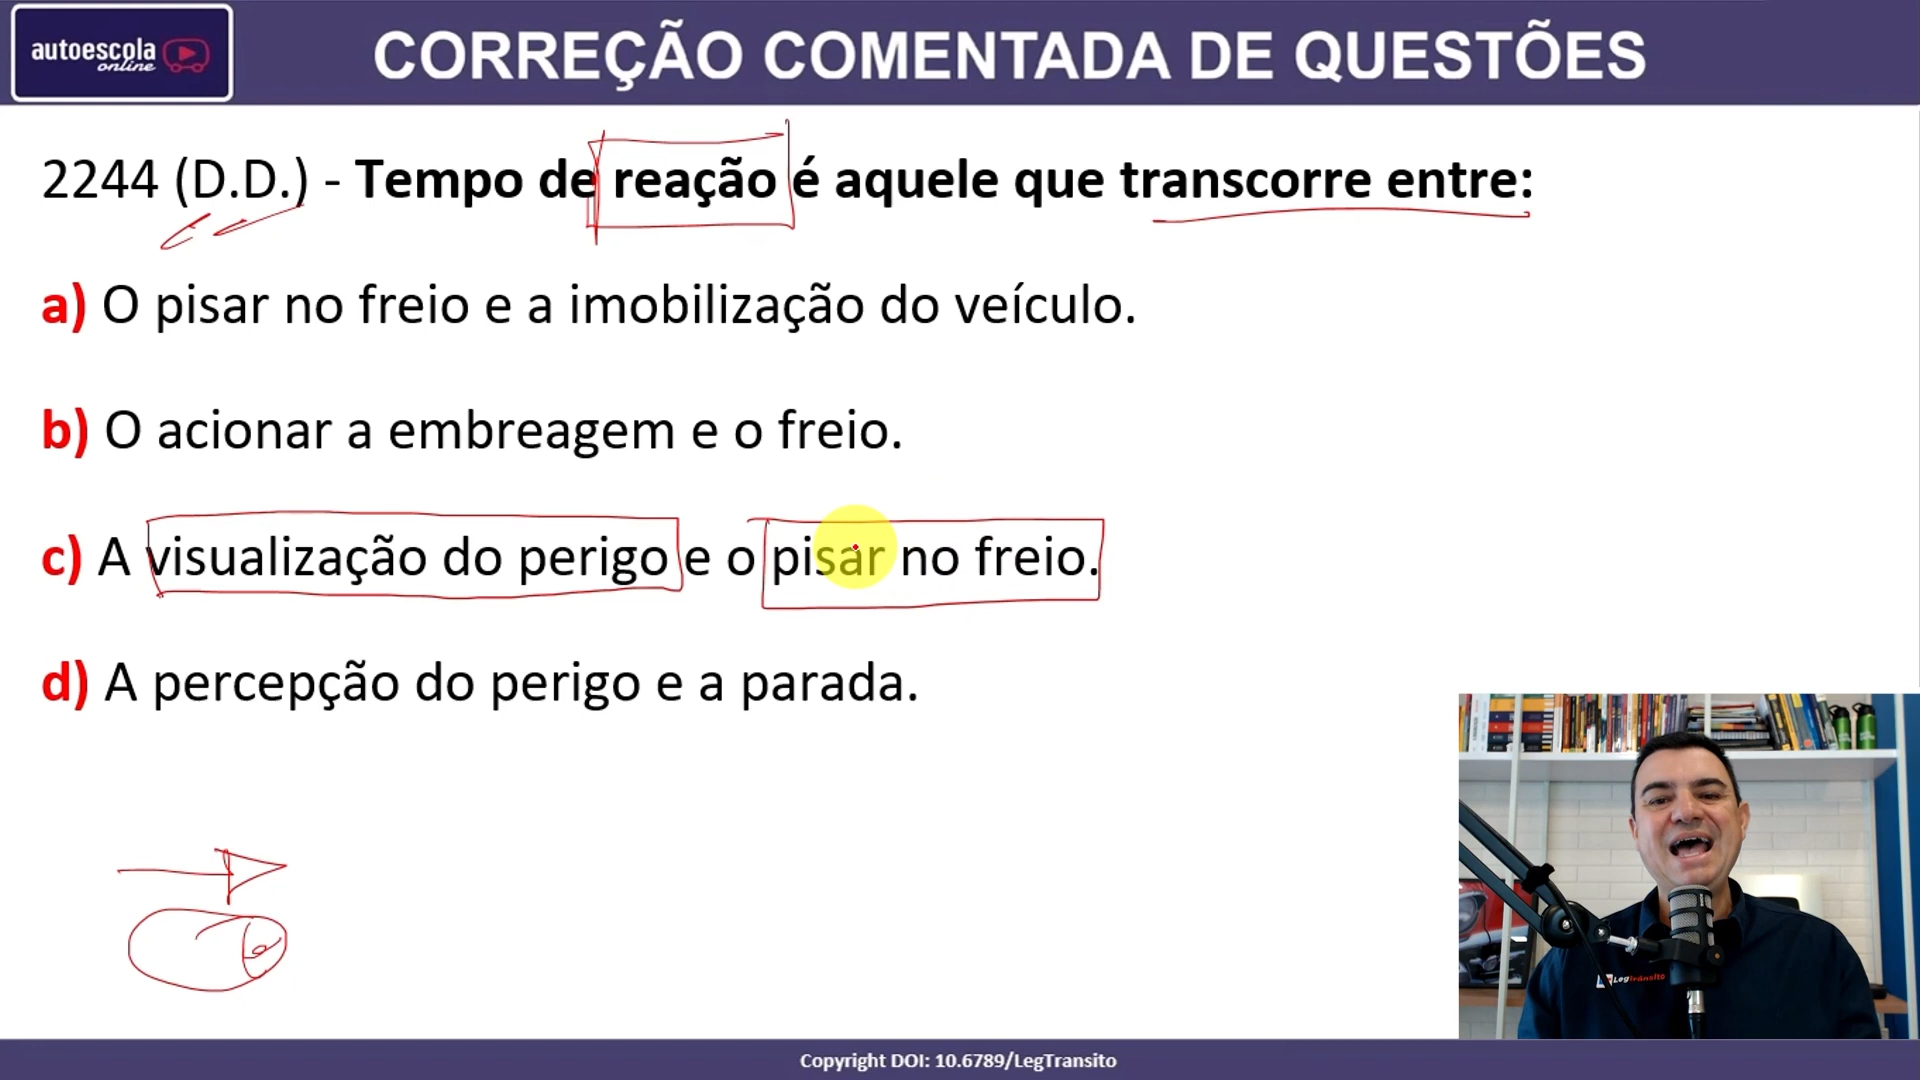 autoescola
online
CORREÇÃO COMENTADA DE QUESTÕES
2244 (D.D.) - Tempo de reação é aquele que transcorre entre:
a) O pisar no freio e a imobilização do veículo.
b) O acionar a embreagem e o freio.
c) A visualização do perigo e o pisar no freio.
d) A percepção do perigo e a parada.
LegTrânsito
Copyright DOI: 10.6789/LegTransito